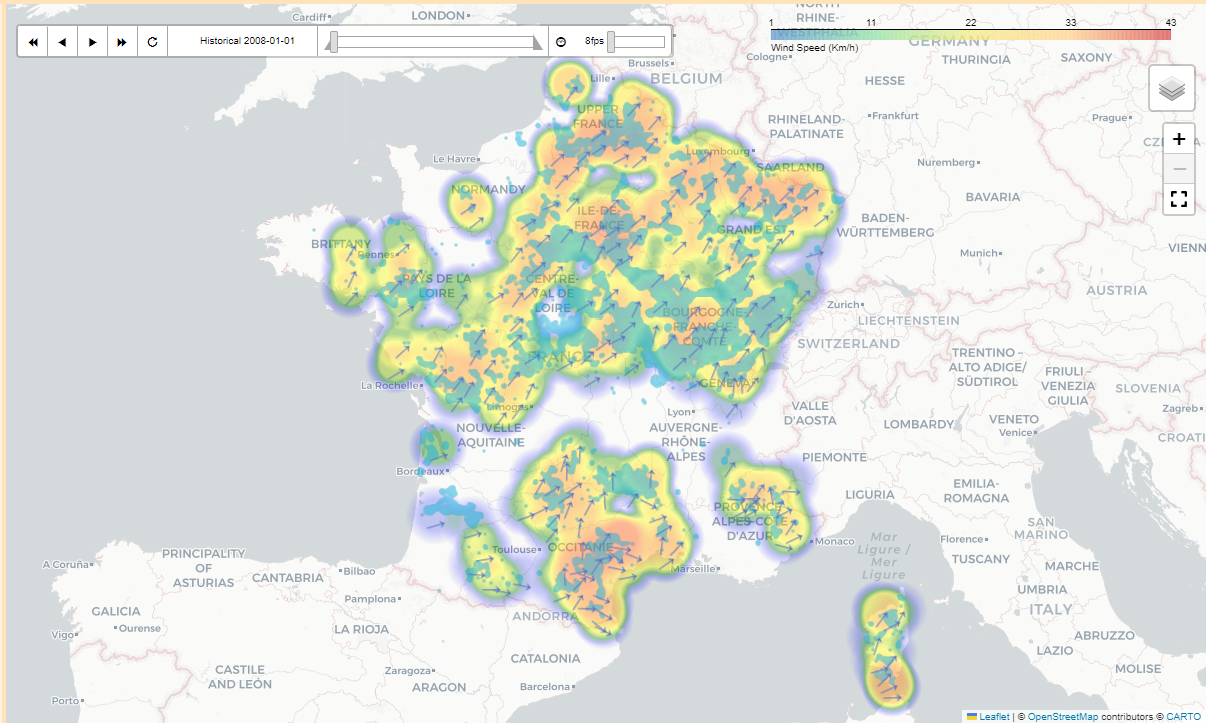 Cardiff
LONDON
NORTH
RHINE-
WESTPHALIA
Historical 2008-01-01
8fps
1 11 22 33 43
Wind Speed (Km/h)
GERMANY
Brussels
Cologne
THURINGIA
SAXONY
Lille
BELGIUM
HESSE
UPPER
FRANCE
RHINELAND-
PALATINATE
Frankfurt
Prague
+
−
Le Havre
Luxembourg
SAARLAND
Nuremberg
NORMANDY
BAVARIA
ILE-DE-
FRANCE
GRAND EST
BADEN-
WÜRTTEMBERG
BRITTANY
Rennes
Munich
VIENN
PAYS DE LA
LOIRE
CENTRE-
VAL DE
LOIRE
AUSTRIA
BOURGOGNE-
FRANCHE-
COMTÉ
Zurich
LIECHTENSTEIN
SWITZERLAND
FRANCE
TRENTINO -
ALTO ADIGE/
SÜDTIROL
FRIULI-
VENEZIA
GIULIA
SLOVENIA
La Rochelle
GENEVA
Limoges
Lyon
VALLE
D'AOSTA
LOMBARDY
VENETO
Venice
Zagreb
NOUVELLE-
AQUITAINE
AUVERGNE-
RHÔNE-
ALPES
CROATI
Bordeaux
PIEMONTE
EMILIA-
ROMAGNA
LIGURIA
PROVENCE
ALPES-CÔTE
D'AZUR
SAN
MARINO
Monaco
Mar
Ligure /
Mer
Ligure
Florence
Toulouse
OCCITANIE
Marseille
TUSCANY
MARCHE
A Coruña
PRINCIPALITY
OF
ASTURIAS
CANTABRIA
Bilbao
Pamplona
UMBRIA
ITALY
GALICIA
Ourense
Vigo
LA RIOJA
ANDORRA
ABRUZZO
LAZIO
MOLISE
CASTILE
AND LEÓN
Zaragoza
ARAGON
CATALONIA
Barcelona
Porto
Leaflet | © OpenStreetMap contributors © CARTO